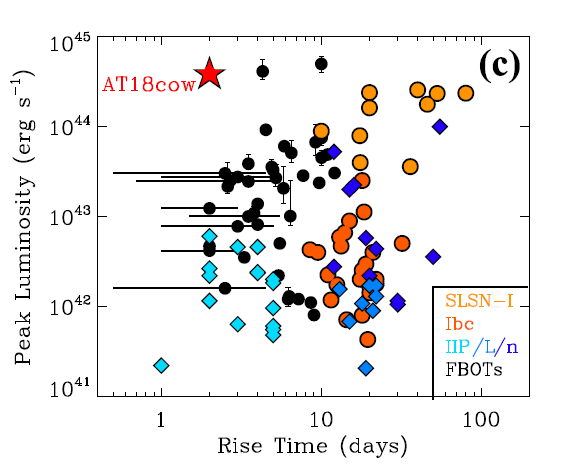 10^45
(c)
AT18cow
10^44
10^43
10^42
10^41
Peak Luminosity (erg s^-1)
SLSN-I
Ibc
IIP/L/n
FBOTs
1 10 100
Rise Time (days)